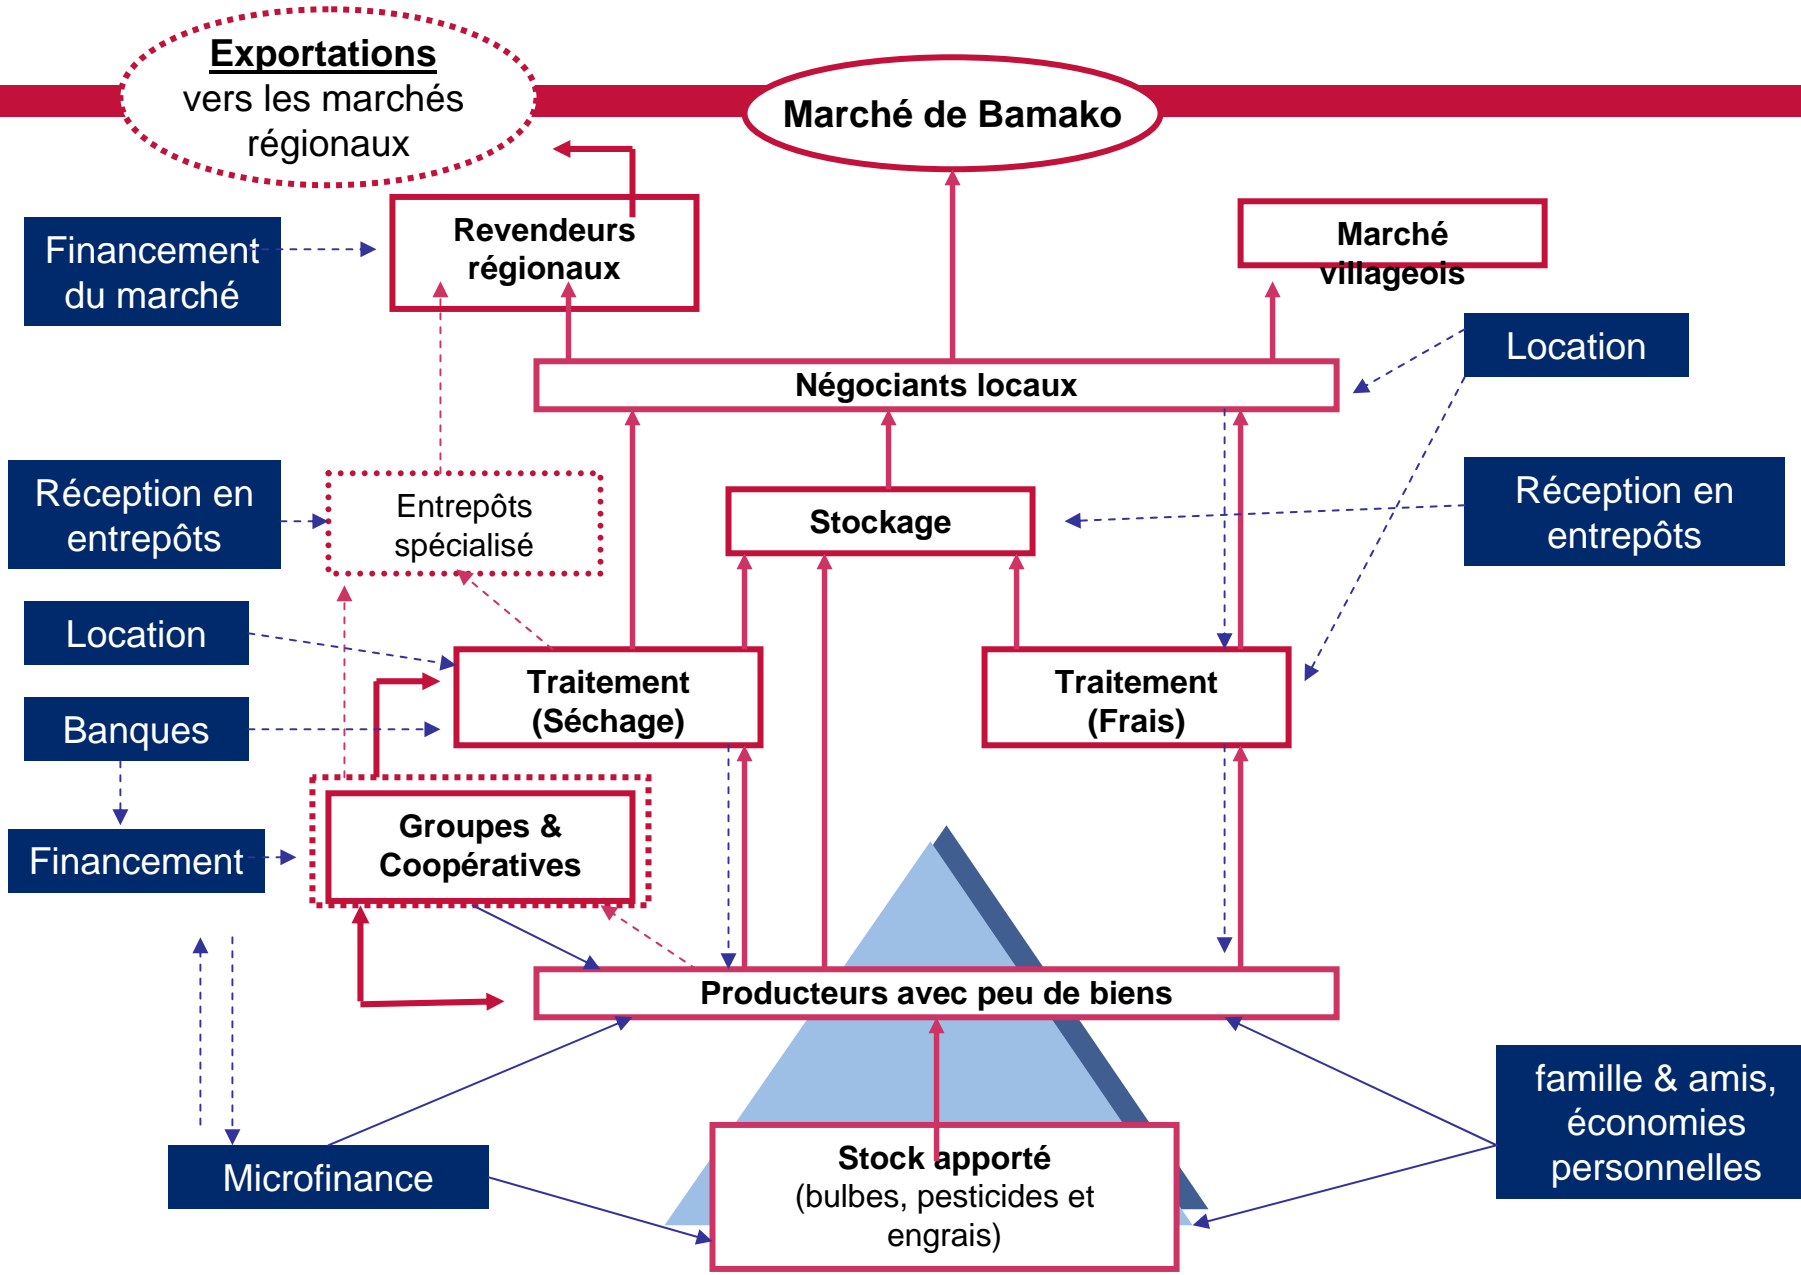 Exportations
vers les marchés
régionaux
Marché de Bamako
Revendeurs
régionaux
Marché
villageois
Financement
du marché
Location
Négociants locaux
Réception en
entrepôts
Entrepôts
spécialisé
Stockage
Réception en
entrepôts
Location
Traitement
(Séchage)
Traitement
(Frais)
Banques
Groupes &
Coopératives
Financement
Producteurs avec peu de biens
famille & amis,
économies
personnelles
Microfinance
Stock apporté
(bulbes, pesticides et
engrais)